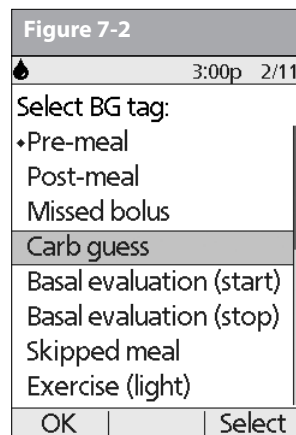 Figure 7-2
3:00p 2/11
Select BG tag:
Pre-meal
Post-meal
Missed bolus
Carb guess
Basal evaluation (start)
Basal evaluation (stop)
Skipped meal
Exercise (light)
OK Select